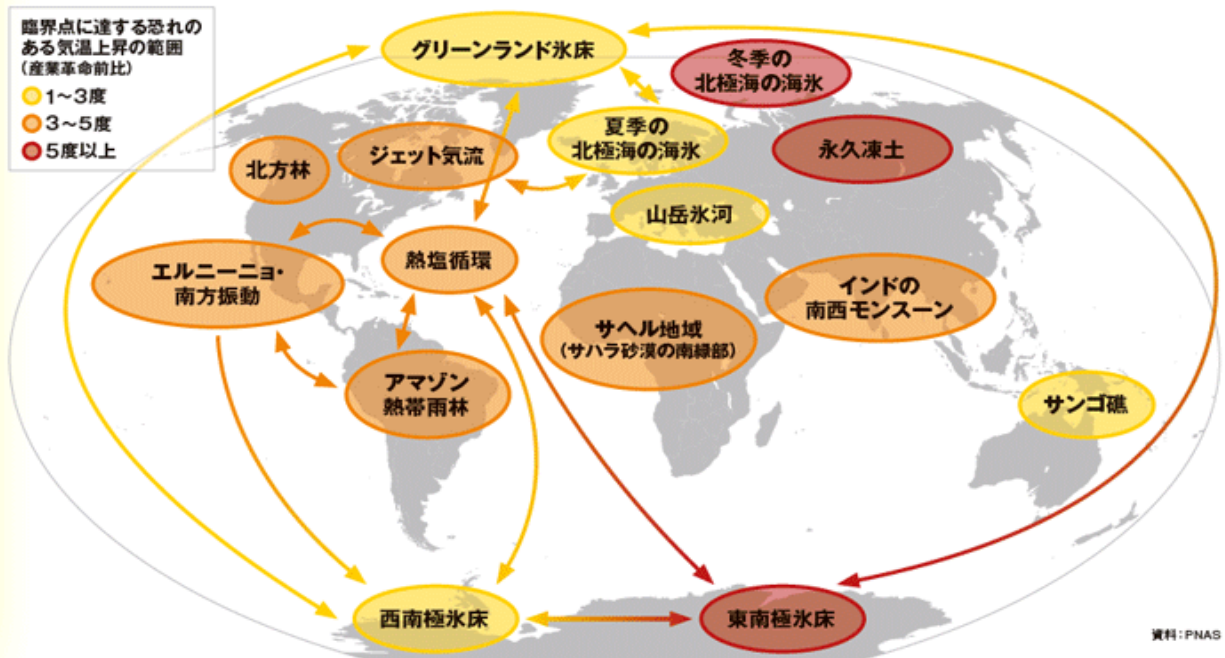 臨界点に達する恐れの
ある気温上昇の範囲
(産業革命前比)
1〜3度
3〜5度
5度以上
グリーンランド氷床
冬季の
北極海の海氷
夏季の
北極海の海氷
永久凍土
ジェット気流
北方林
山岳氷河
熱塩循環
エルニーニョ・
南方振動
インドの
南西モンスーン
サヘル地域
(サハラ砂漠の南縁部)
アマゾン
熱帯雨林
サンゴ礁
西南極氷床
東南極氷床
資料:PNAS